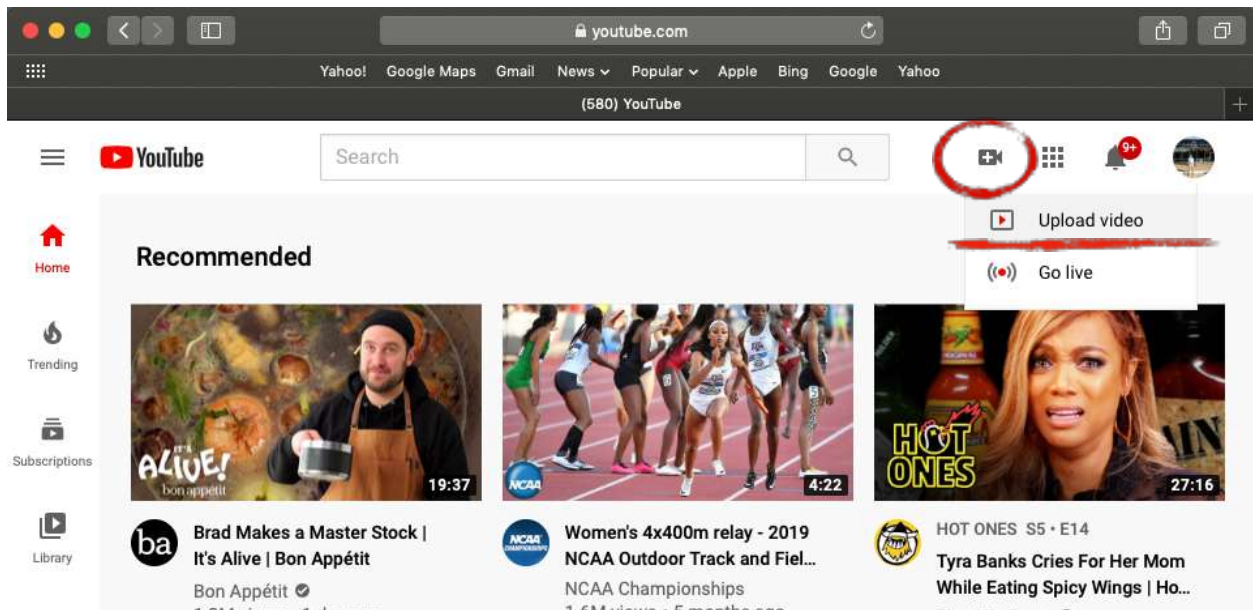 youtube.com
Yahoo! Google Maps Gmail News Popular Apple Bing Google Yahoo
(580) YouTube
YouTube
Search
9+
Upload video
Go live
Home
Recommended
Trending
Subscriptions
Library
IT'S
ALIVE!
bon appétit
19:37
NCAA
4:22
HOT
ONES
27:16
ba
Brad Makes a Master Stock |
It's Alive | Bon Appétit
Bon Appétit
NCAA
CHAMPIONSHIPS
Women's 4x400m relay - 2019
NCAA Outdoor Track and Fiel...
NCAA Championships
HOT ONES S5 • E14
Tyra Banks Cries For Her Mom
While Eating Spicy Wings | Ho...